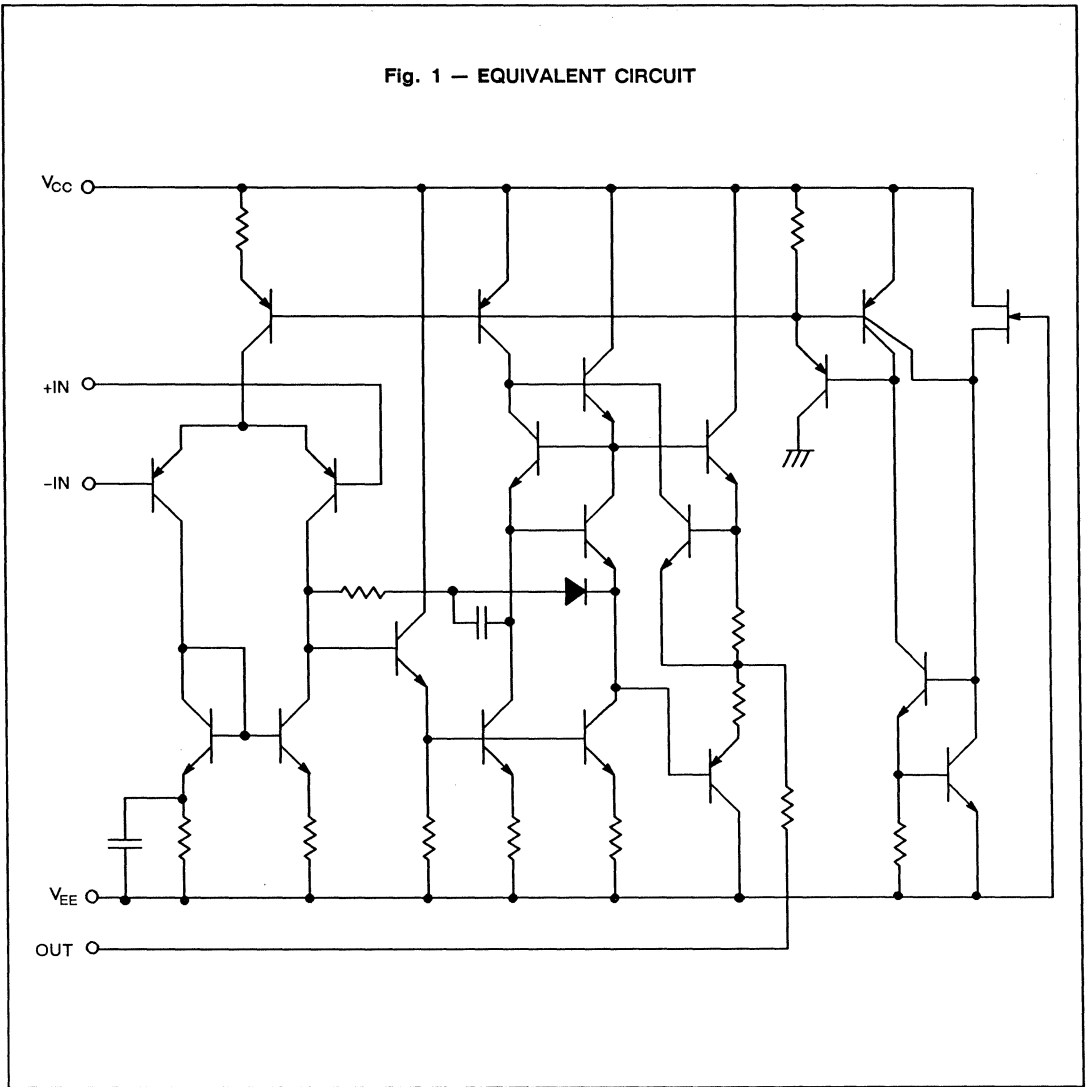 Fig. 1 — EQUIVALENT CIRCUIT
VCC
+IN
–IN
VEE
OUT